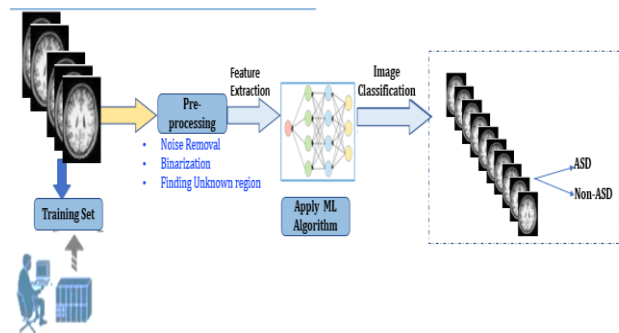 Pre-
processing
• Noise Removal
• Binarization
• Finding Unknown region
Training Set
Feature
Extraction
Apply ML
Algorithm
Image
Classification
ASD
Non-ASD